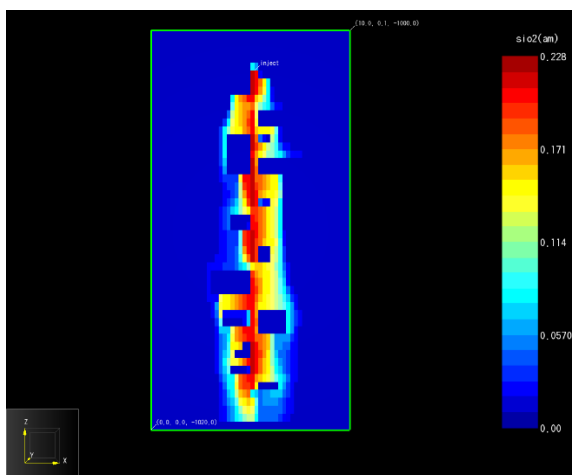 (10.0, 0.1, -1000.0)
sio2(am)
inject
0.228
0.171
0.114
0.0570
0.00
(0.0, 0.0, -1020.0)
Z
Y
X